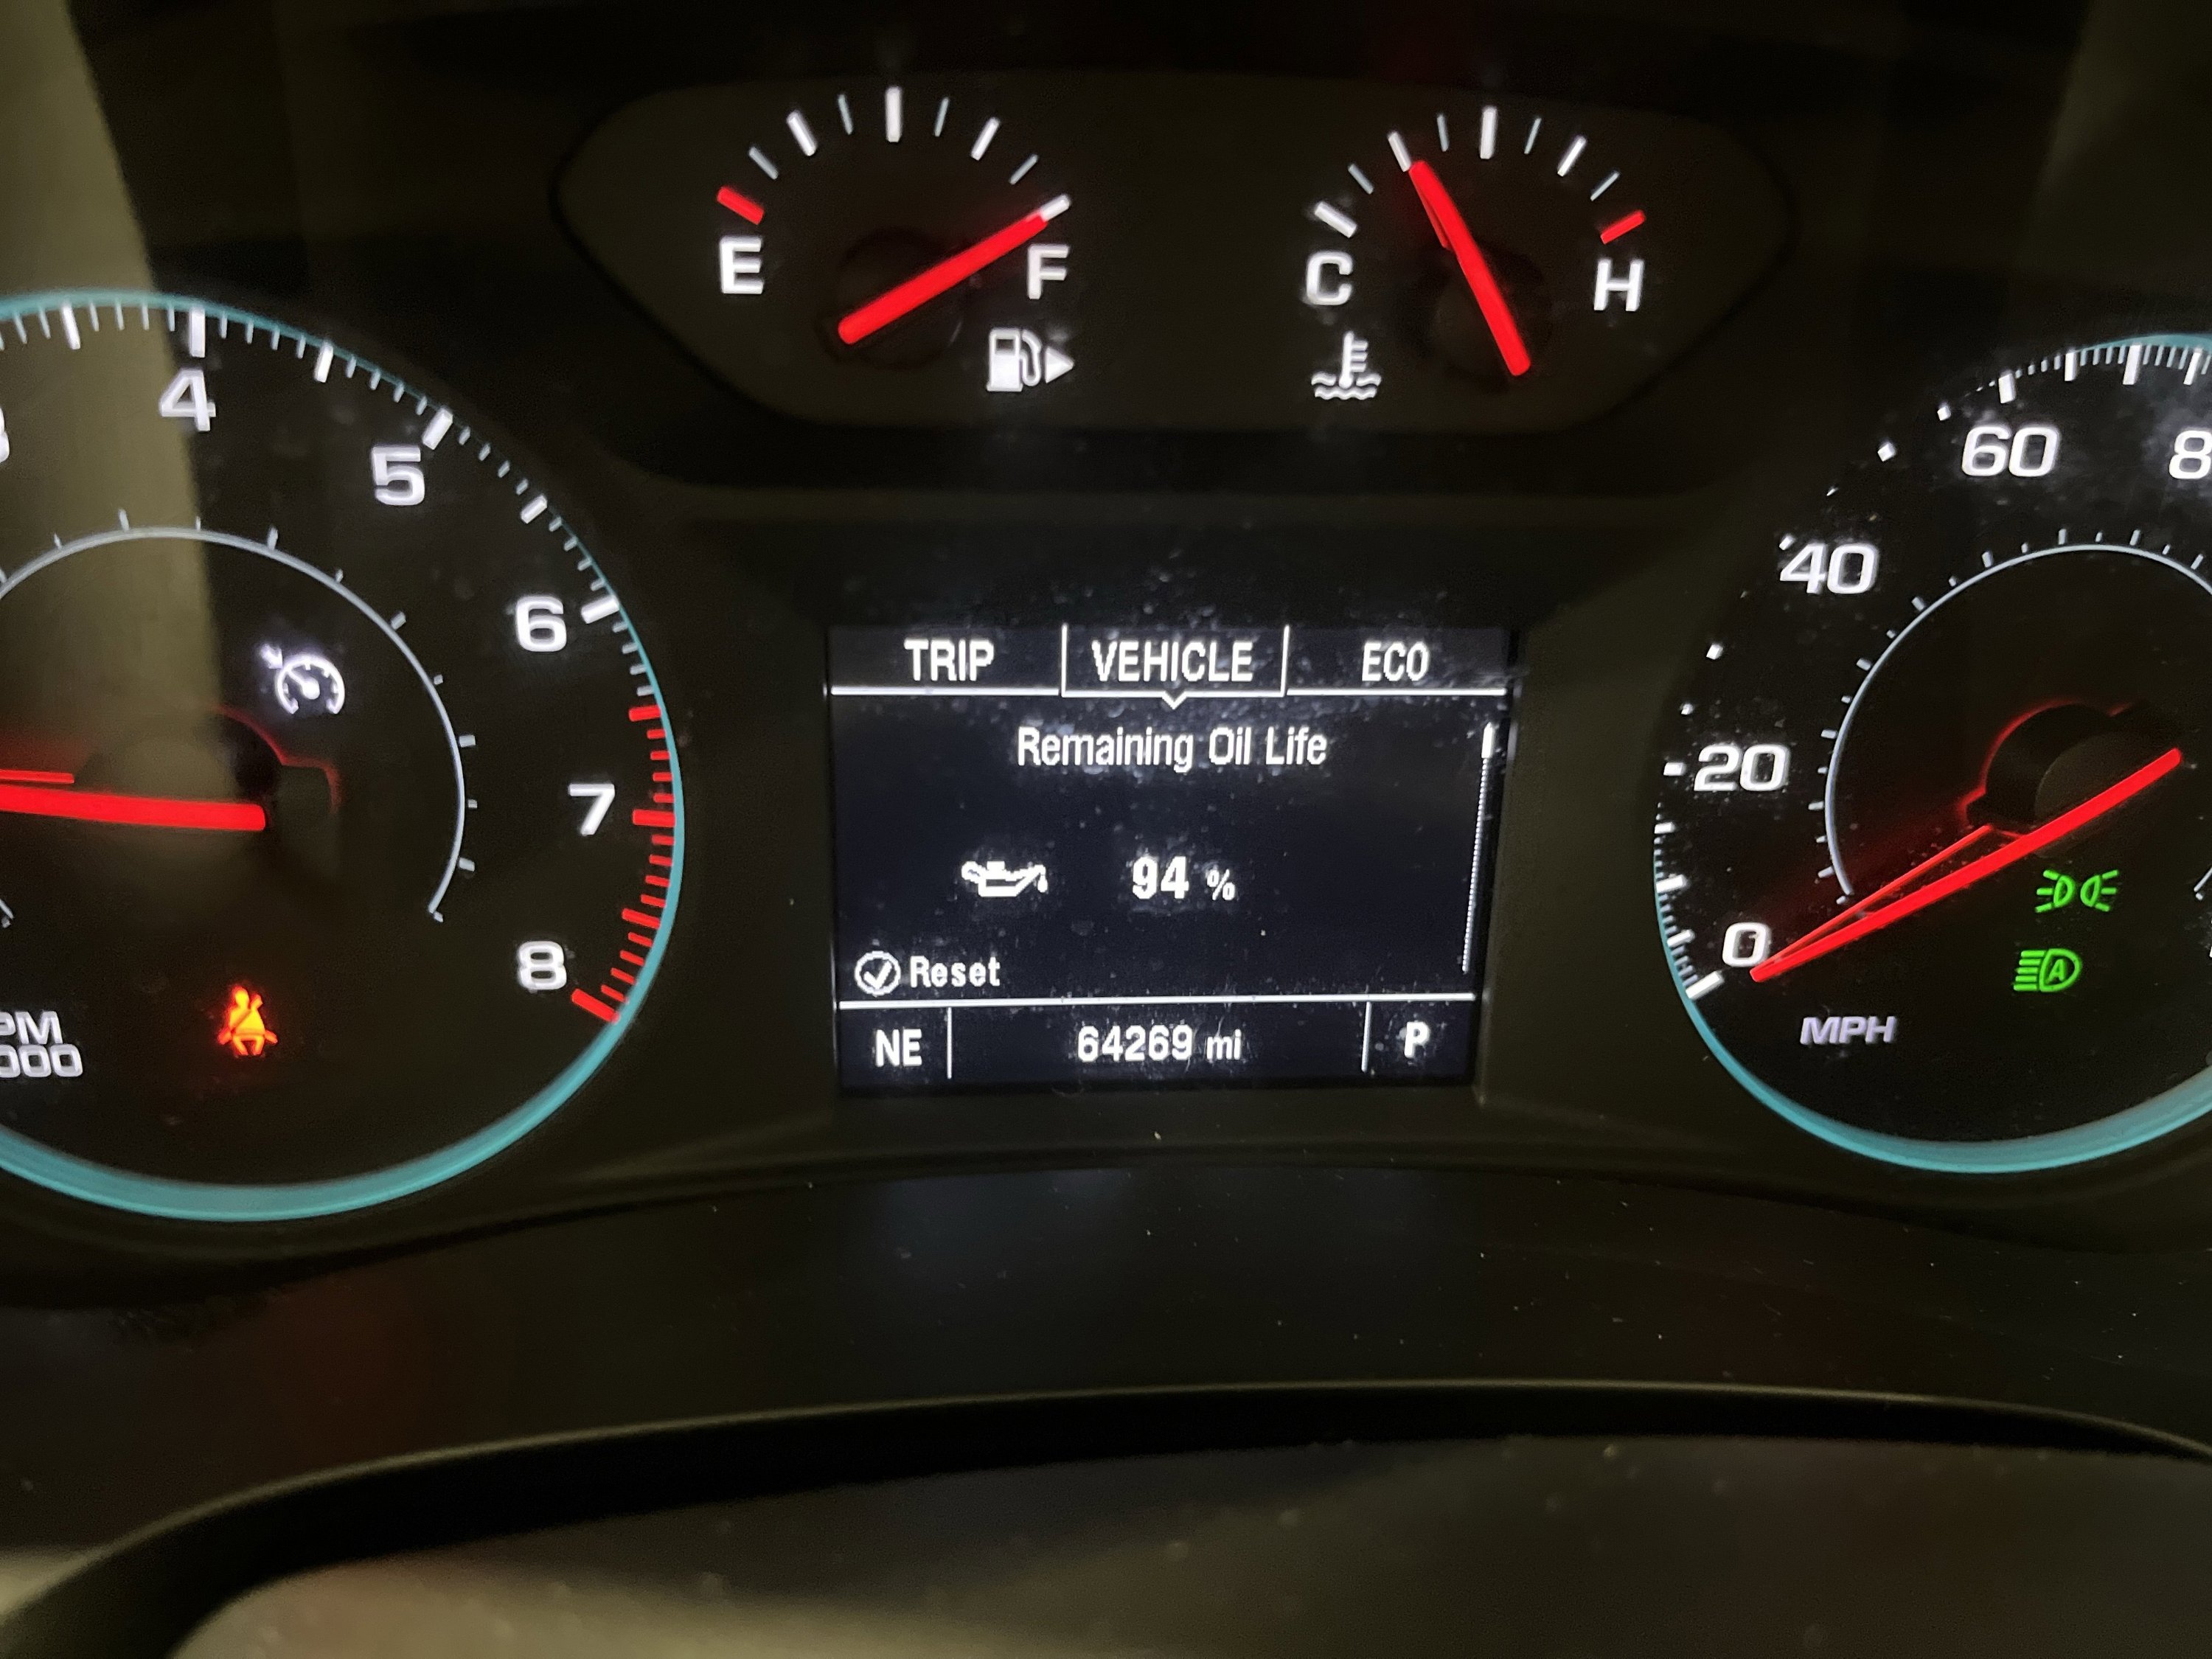 E
F
C
H
4
5
6
7
8
60
40
20
0
MPH
TRIP VEHICLE ECO
Remaining Oil Life
94 %
Reset
NE 64269 mi P
A